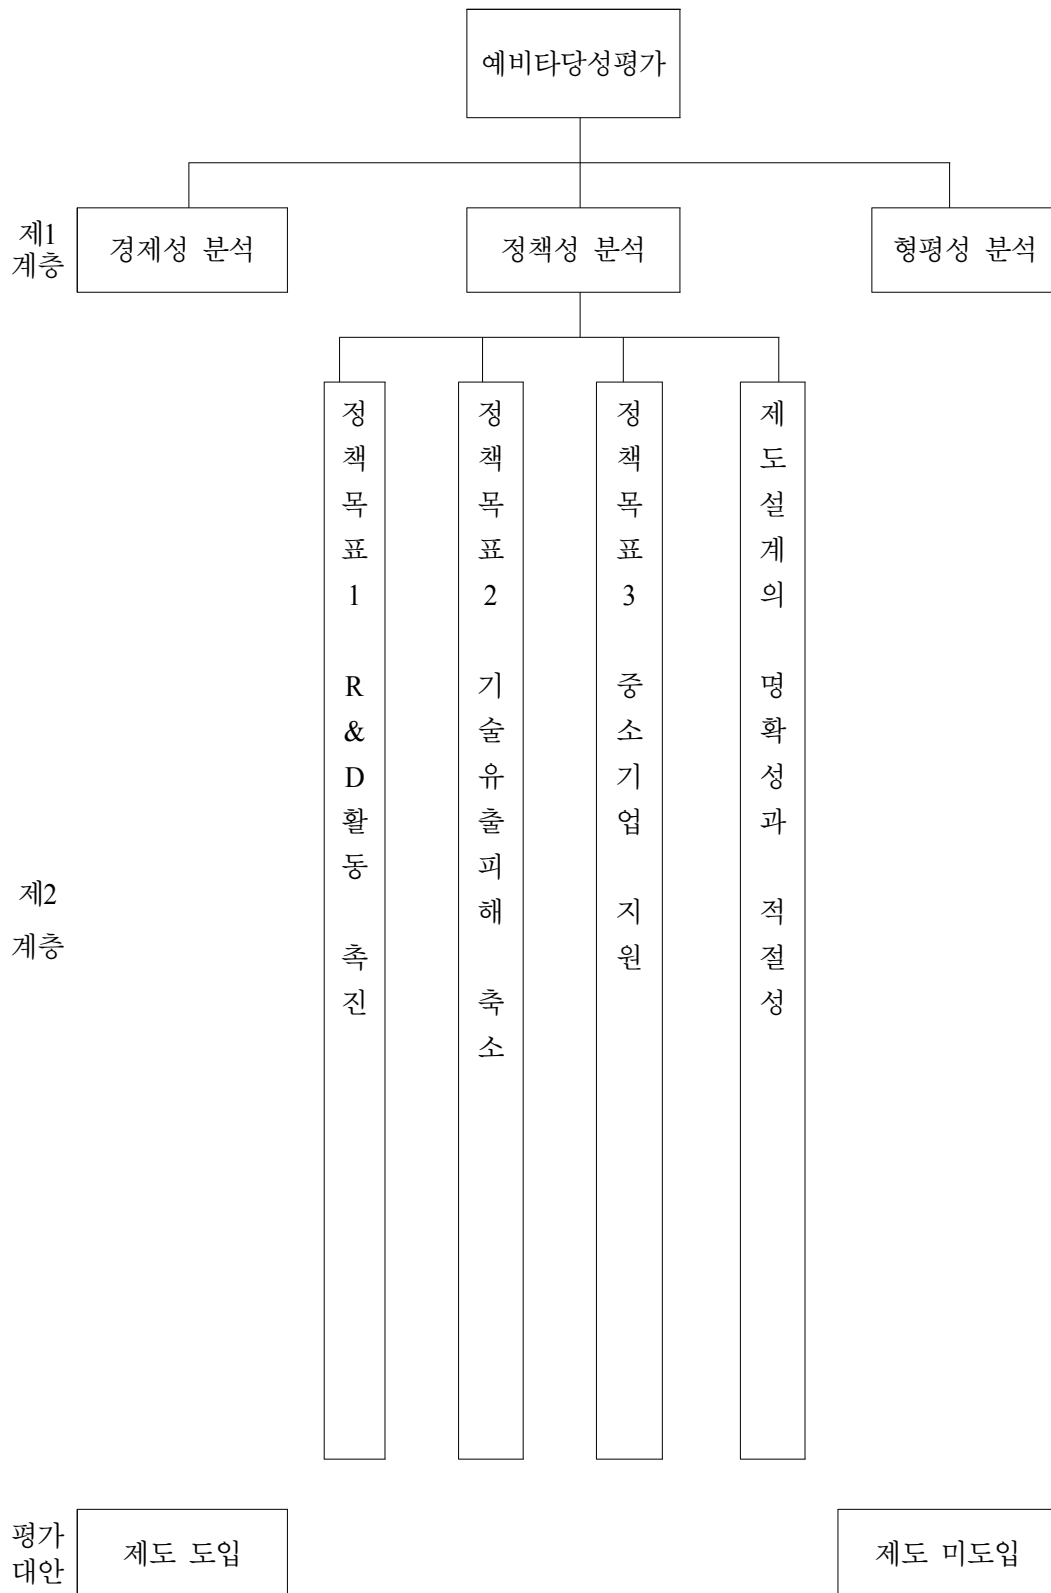 예비타당성평가
제1
계층
경제성 분석
정책성 분석
형평성 분석
제2
계층
정책목표1 R&D활동 촉진
정책목표2 기술유출피해 축소
정책목표3 중소기업 지원
제도설계의 명확성과 적절성
평가
대안
제도 도입
제도 미도입